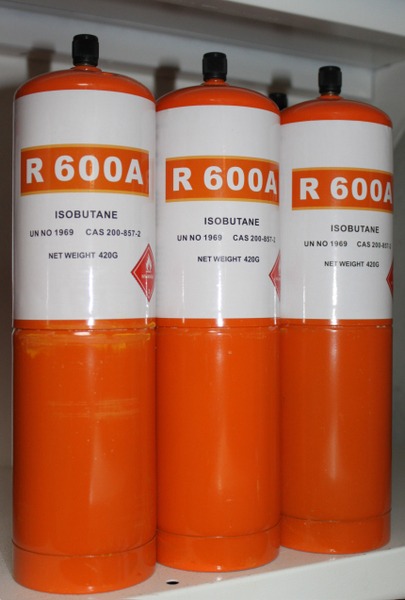 R 600A
ISOBUTANE
UN NO 1969 CAS 200-857-2
NET WEIGHT 420G
R 600A
ISOBUTANE
UN NO 1969 CAS 200-857-2
NET WEIGHT 420G
R 600A
ISOBUTANE
UN NO 1969 CAS 200-857-2
NET WEIGHT 420G